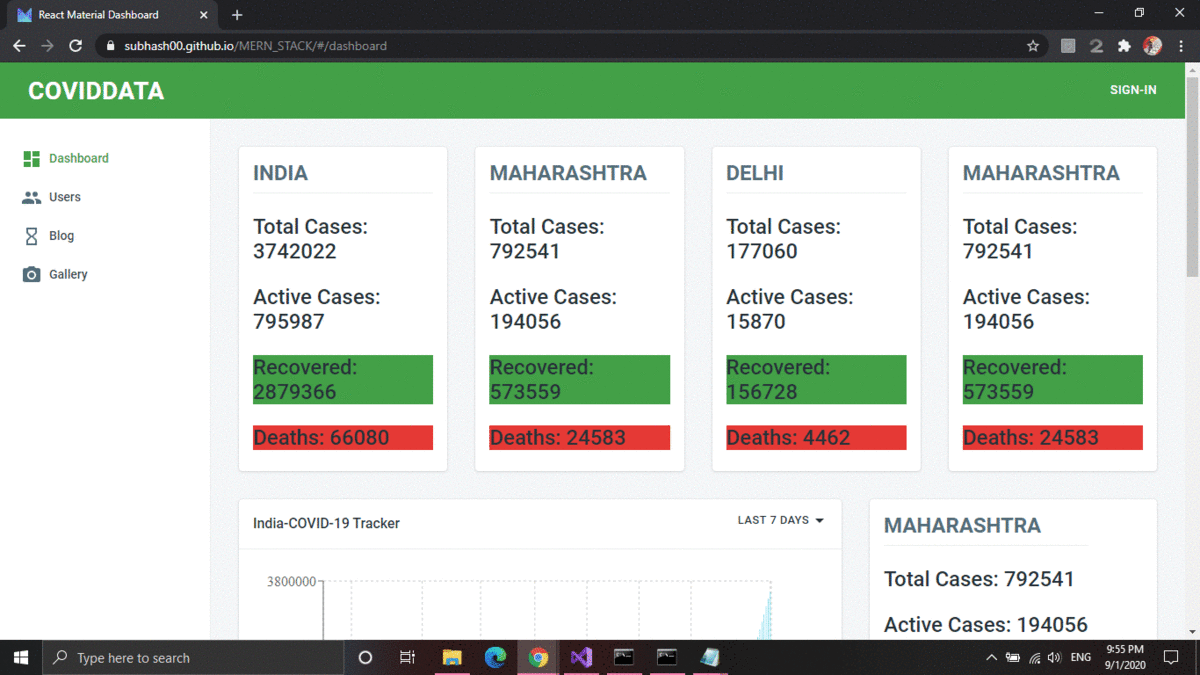 React Material Dashboard
subhash00.github.io/MERN_STACK/#/dashboard
COVIDDATA
SIGN-IN
Dashboard
Users
Blog
Gallery
INDIA
Total Cases:
3742022
Active Cases:
795987
Recovered:
2879366
Deaths: 66080
MAHARASHTRA
Total Cases:
792541
Active Cases:
194056
Recovered:
573559
Deaths: 24583
DELHI
Total Cases:
177060
Active Cases:
15870
Recovered:
156728
Deaths: 4462
MAHARASHTRA
Total Cases:
792541
Active Cases:
194056
Recovered:
573559
Deaths: 24583
India-COVID-19 Tracker
LAST 7 DAYS
3800000
MAHARASHTRA
Total Cases: 792541
Active Cases: 194056
Type here to search
ENG
9:55 PM
9/1/2020